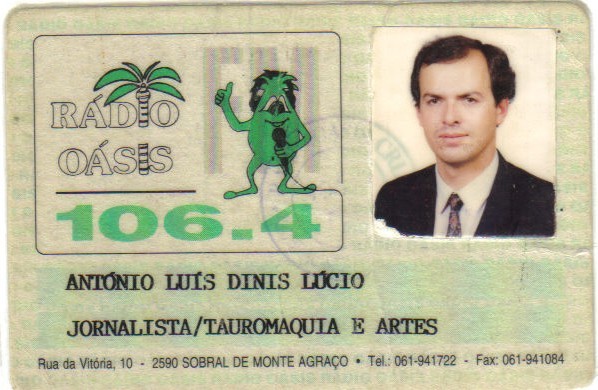 RÁDIO
OÁSIS
FM
106.4
ANTÓNIO LUÍS DINIS LÚCIO
JORNALISTA/TAUROMAQUIA E ARTES
Rua da Vitória, 10 - 2590 SOBRAL DE MONTE AGRAÇO • Tel.: 061-941722 - Fax: 061-941084